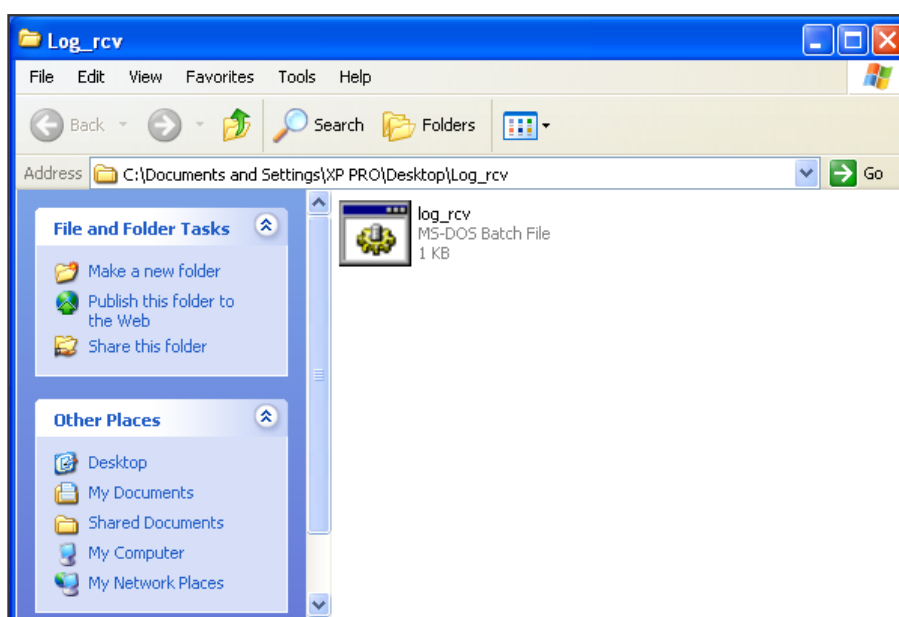 Log_rcv
File Edit View Favorites Tools Help
Back Search Folders
Address C:\Documents and Settings\XP PRO\Desktop\Log_rcv Go
File and Folder Tasks
Make a new folder
Publish this folder to
the Web
Share this folder
Other Places
Desktop
My Documents
Shared Documents
My Computer
My Network Places
log_rcv
MS-DOS Batch File
1 KB